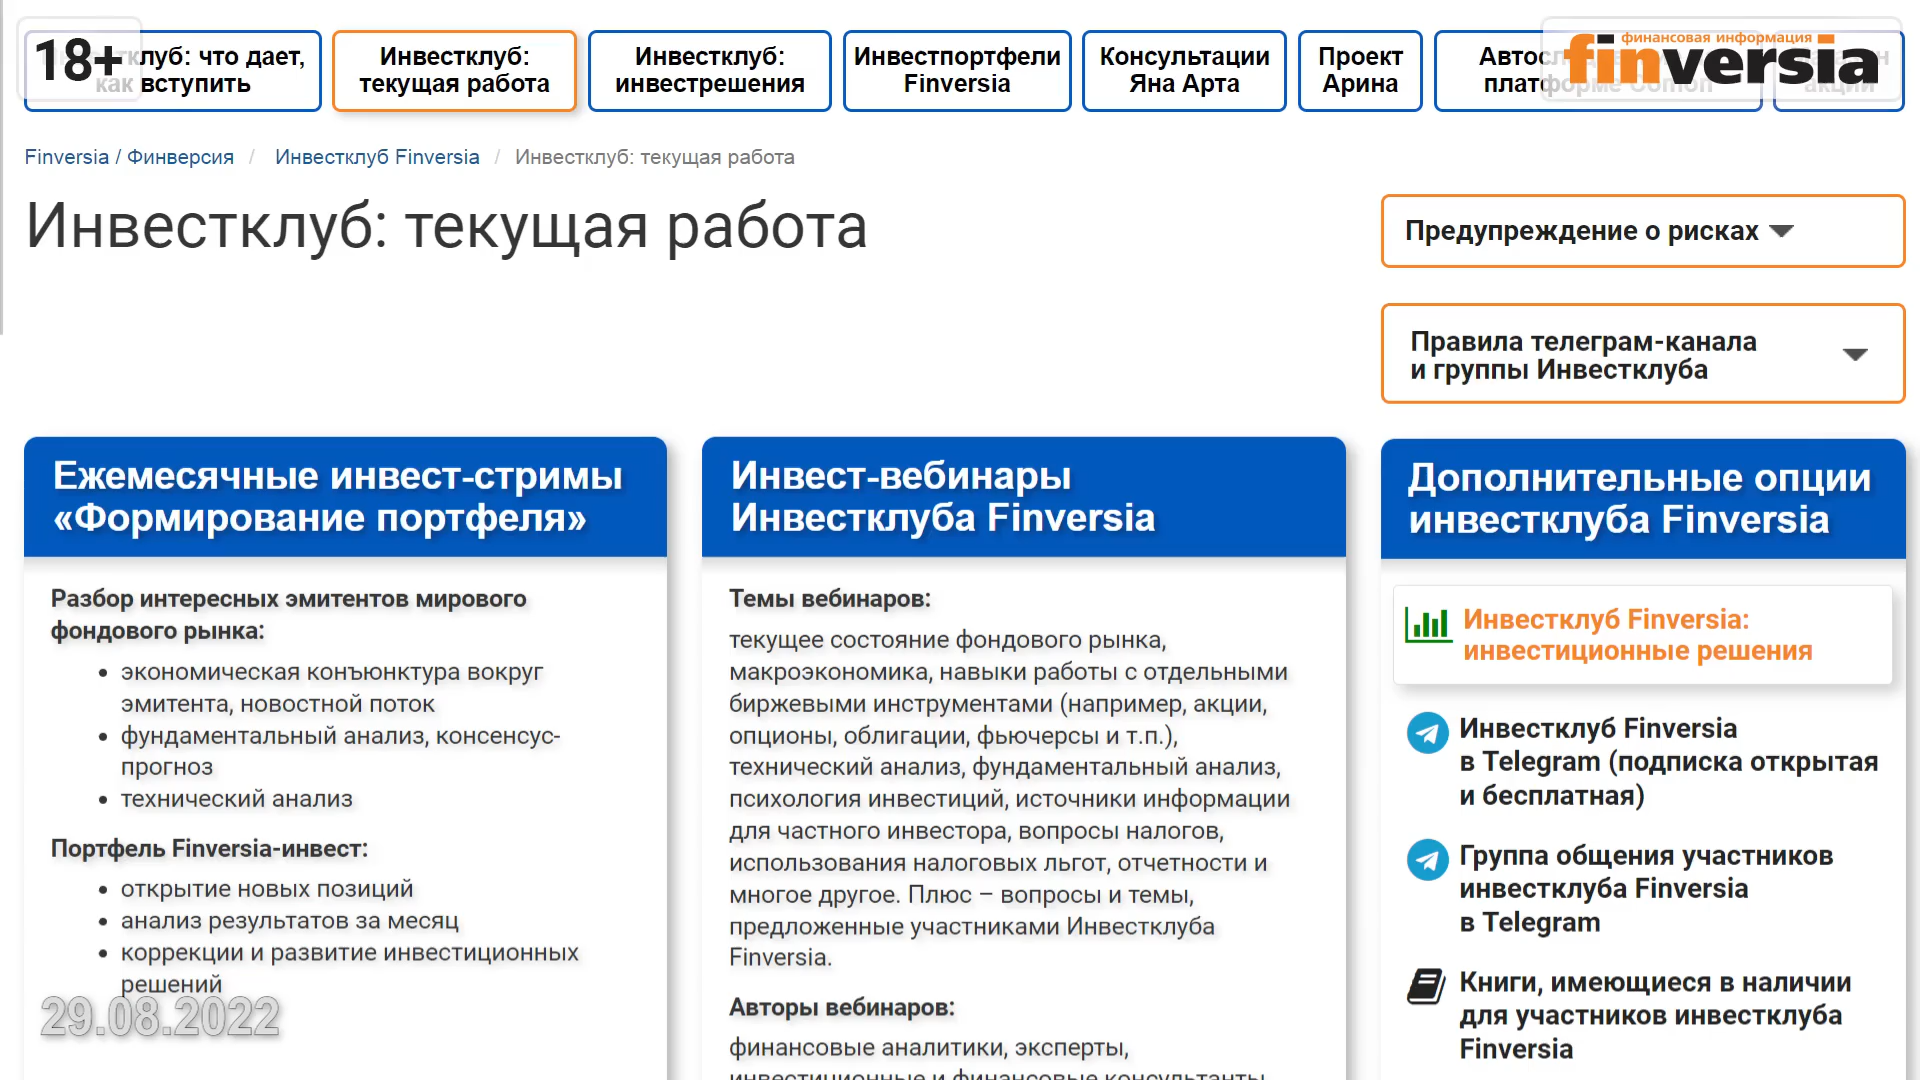 18+
клуб: что дает,
как вступить
Инвестклуб:
текущая работа
Инвестклуб:
инвестрешения
Инвестпортфели
Finversia
Консультации
Яна Арта
Проект
Арина
платформе Comon
акции
финансовая информация
finversia
Finversia / Финверсия / Инвестклуб Finversia / Инвестклуб: текущая работа
Инвестклуб: текущая работа
Предупреждение о рисках
Правила телеграм-канала
и группы Инвестклуба
Ежемесячные инвест-стримы
«Формирование портфеля»
Разбор интересных эмитентов мирового
фондового рынка:
• экономическая конъюнктура вокруг
эмитента, новостной поток
• фундаментальный анализ, консенсус-
прогноз
• технический анализ
Портфель Finversia-инвест:
• открытие новых позиций
• анализ результатов за месяц
• коррекции и развитие инвестиционных
решений
29.08.2022
Инвест-вебинары
Инвестклуба Finversia
Темы вебинаров:
текущее состояние фондового рынка,
макроэкономика, навыки работы с отдельными
биржевыми инструментами (например, акции,
опционы, облигации, фьючерсы и т.п.),
технический анализ, фундаментальный анализ,
психология инвестиций, источники информации
для частного инвестора, вопросы налогов,
использования налоговых льгот, отчетности и
многое другое. Плюс – вопросы и темы,
предложенные участниками Инвестклуба
Finversia.
Авторы вебинаров:
финансовые аналитики, эксперты,
инвестиционные и финансовые консультанты
Дополнительные опции
инвестклуба Finversia
Инвестклуб Finversia:
инвестиционные решения
Инвестклуб Finversia
в Telegram (подписка открытая
и бесплатная)
Группа общения участников
инвестклуба Finversia
в Telegram
Книги, имеющиеся в наличии
для участников инвестклуба
Finversia